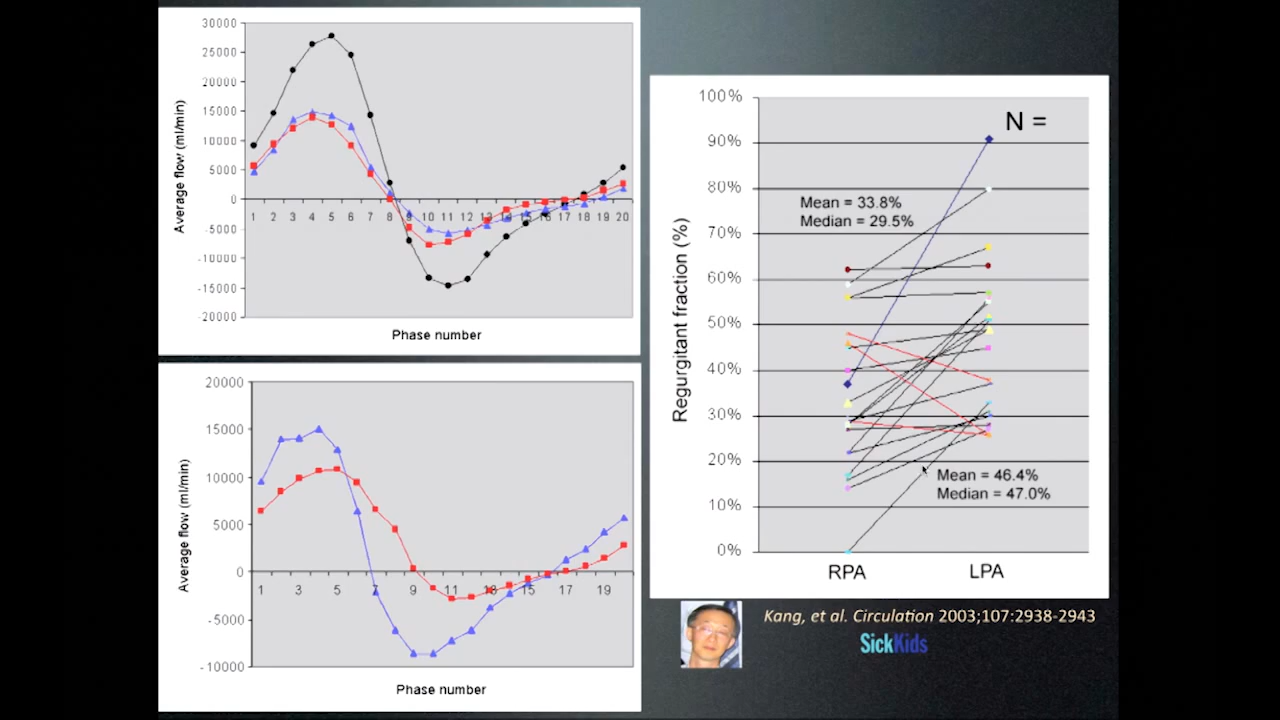 30000
25000
20000
15000
10000
5000
0
-5000
-10000
-15000
-20000
Average flow (ml/min)
1 2 3 4 5 6 7 8 9 10 11 12 13 14 15 16 17 18 19 20
Phase number
20000
15000
10000
5000
0
-5000
-10000
Average flow (ml/min)
1 3 5 7 9 11 13 15 17 19
Phase number
100%
90%
80%
70%
60%
50%
40%
30%
20%
10%
0%
Regurgitant fraction (%)
N =
Mean = 33.8%
Median = 29.5%
Mean = 46.4%
Median = 47.0%
RPA LPA
Kang, et al. Circulation 2003;107:2938-2943
SickKids